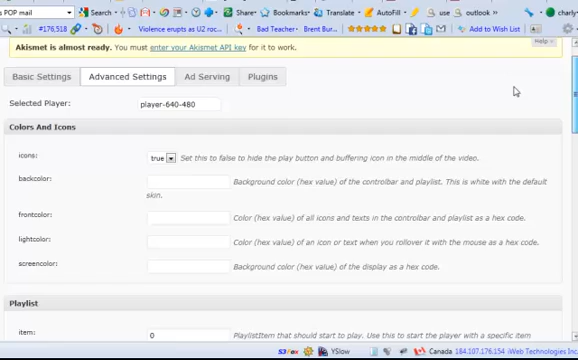 s POP mail Search Share Bookmarks Translate AutoFill use outlook charly
#176,518 Violence erupts as U2 roc... Bad Teacher Brent Bur... Add to Wish List
Help
Akismet is almost ready. You must enter your Akismet API key for it to work.
Basic Settings Advanced Settings Ad Serving Plugins
Selected Player: player-640-480
Colors And Icons
icons: true Set this to false to hide the play button and buffering icon in the middle of the video.
backcolor: Background color (hex value) of the controlbar and playlist. This is white with the default
skin.
frontcolor: Color (hex value) of all icons and texts in the controlbar and playlist as a hex code.
lightcolor: Color (hex value) of an icon or text when you rollover it with the mouse as a hex code.
screencolor: Background color (hex value) of the display as a hex code.
Playlist
item: 0 PlaylistItem that should start to play. Use this to start the player with a specific item
S3Fox YSlow Canada 184.107.176.154 iWeb Technologies Inc